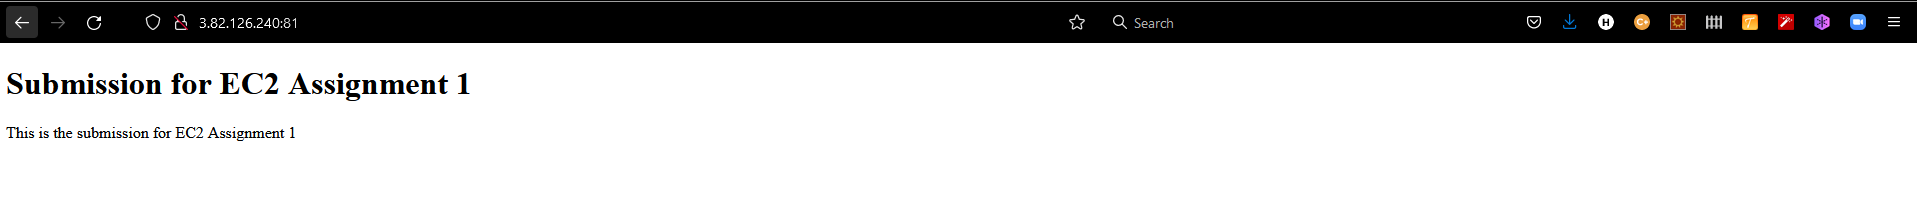 3.82.126.240:81
Search
Submission for EC2 Assignment 1
This is the submission for EC2 Assignment 1